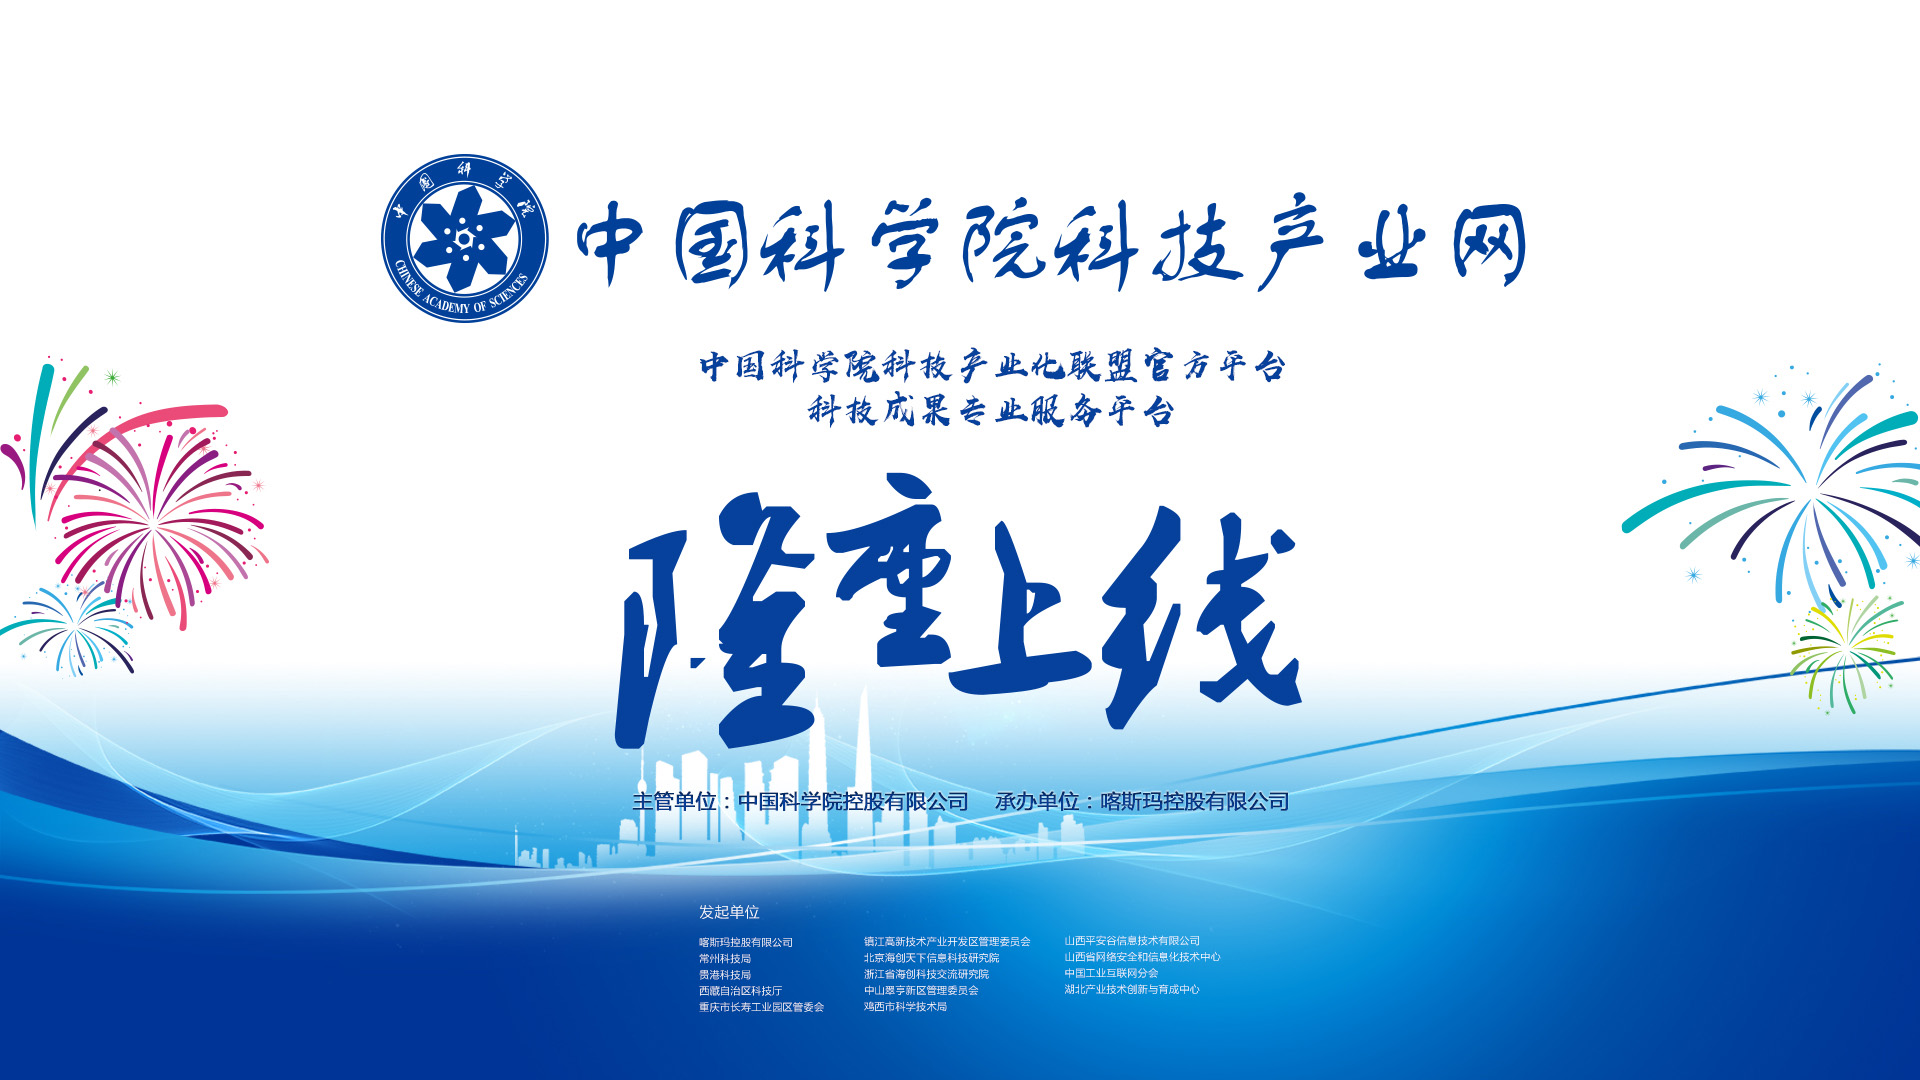 中国科学院
CHINESE ACADEMY OF SCIENCES
中国科学院科技产业网
中国科学院科技产业化联盟官方平台
科技成果专业服务平台
隆重上线
主管单位：中国科学院控股有限公司 承办单位：喀斯玛控股有限公司
发起单位
喀斯玛控股有限公司
常州科技局
贵港科技局
西藏自治区科技厅
重庆市长寿工业园区管委会
镇江高新技术产业开发区管理委员会
北京海创天下信息科技研究院
浙江省海创科技交流研究院
中山翠亨新区管理委员会
鸡西市科学技术局
山西平安谷信息技术有限公司
山西省网络安全和信息化技术中心
中国工业互联网分会
湖北产业技术创新与育成中心